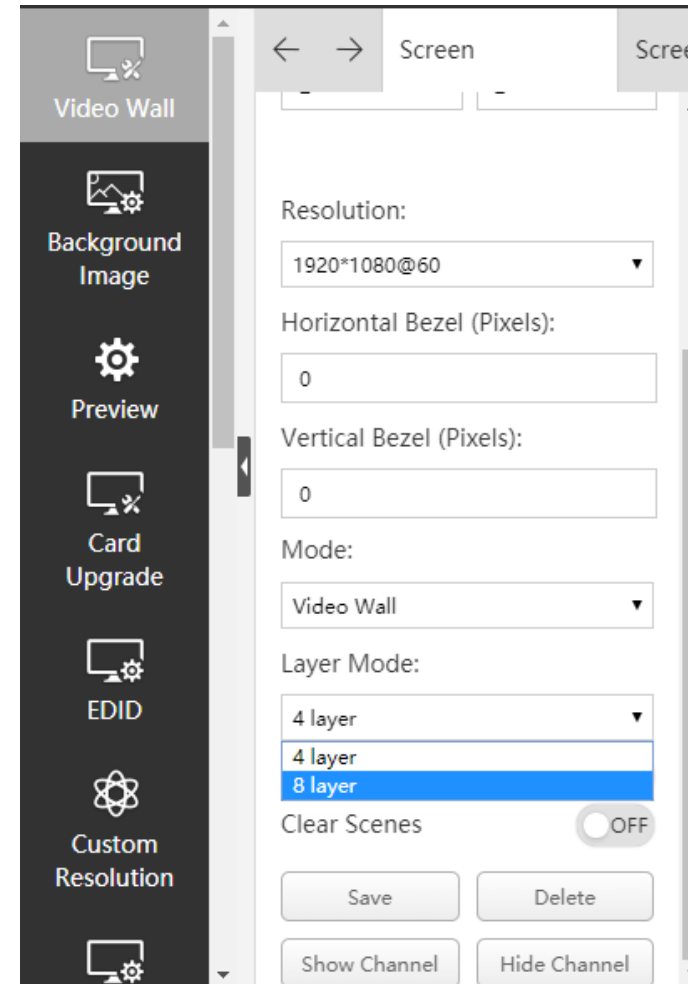 Video Wall
Background
Image
Preview
Card
Upgrade
EDID
Custom
Resolution
Screen
Resolution:
1920*1080@60
Horizontal Bezel (Pixels):
0
Vertical Bezel (Pixels):
0
Mode:
Video Wall
Layer Mode:
4 layer
4 layer
8 layer
Clear Scenes OFF
Save Delete
Show Channel Hide Channel